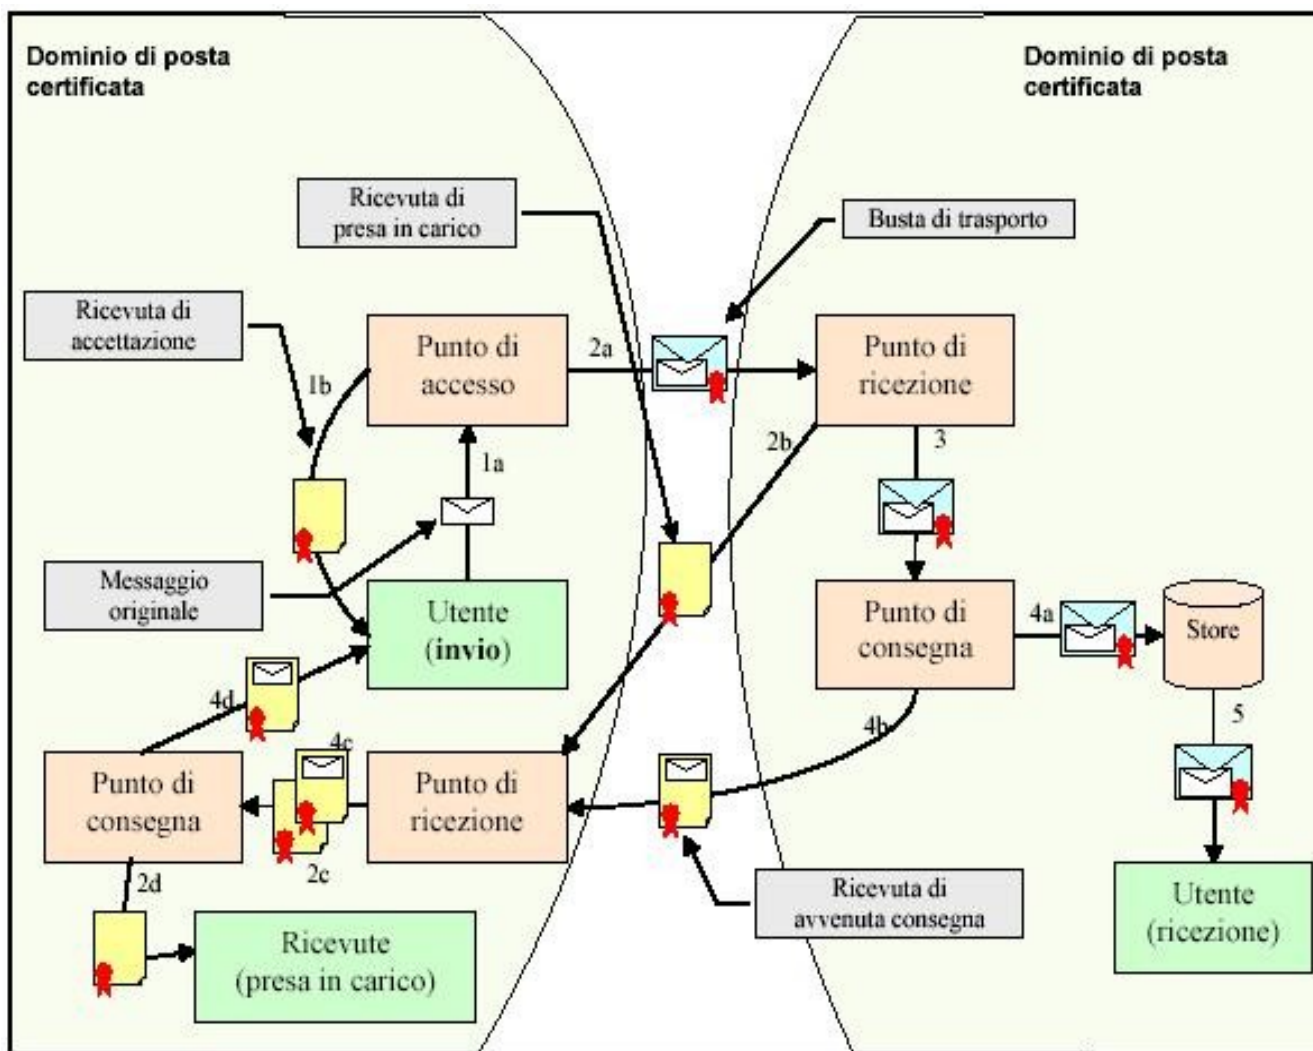 Dominio di posta
certificata
Dominio di posta
certificata
Ricevuta di
presa in carico
Busta di trasporto
Ricevuta di
accettazione
Punto di
accesso
2a
Punto di
ricezione
1b
1a
2b
3
Messaggio
originale
Utente
(invio)
Punto di
consegna
4a
Store
4d
4b
5
4c
Punto di
consegna
Punto di
ricezione
2c
2d
Ricevuta di
avvenuta consegna
Utente
(ricezione)
Ricevute
(presa in carico)